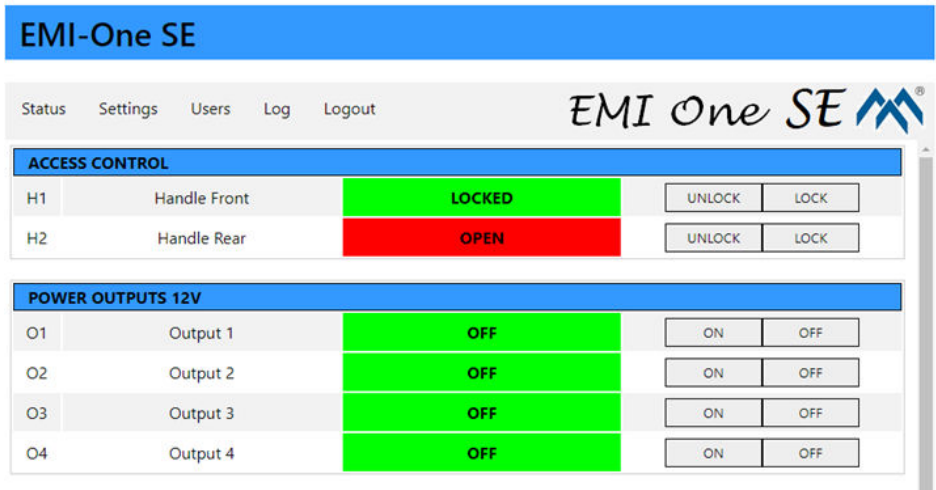 EMI-One SE
Status Settings Users Log Logout EMI One SE ®
ACCESS CONTROL
H1 Handle Front LOCKED UNLOCK LOCK
H2 Handle Rear OPEN UNLOCK LOCK
POWER OUTPUTS 12V
O1 Output 1 OFF ON OFF
O2 Output 2 OFF ON OFF
O3 Output 3 OFF ON OFF
O4 Output 4 OFF ON OFF